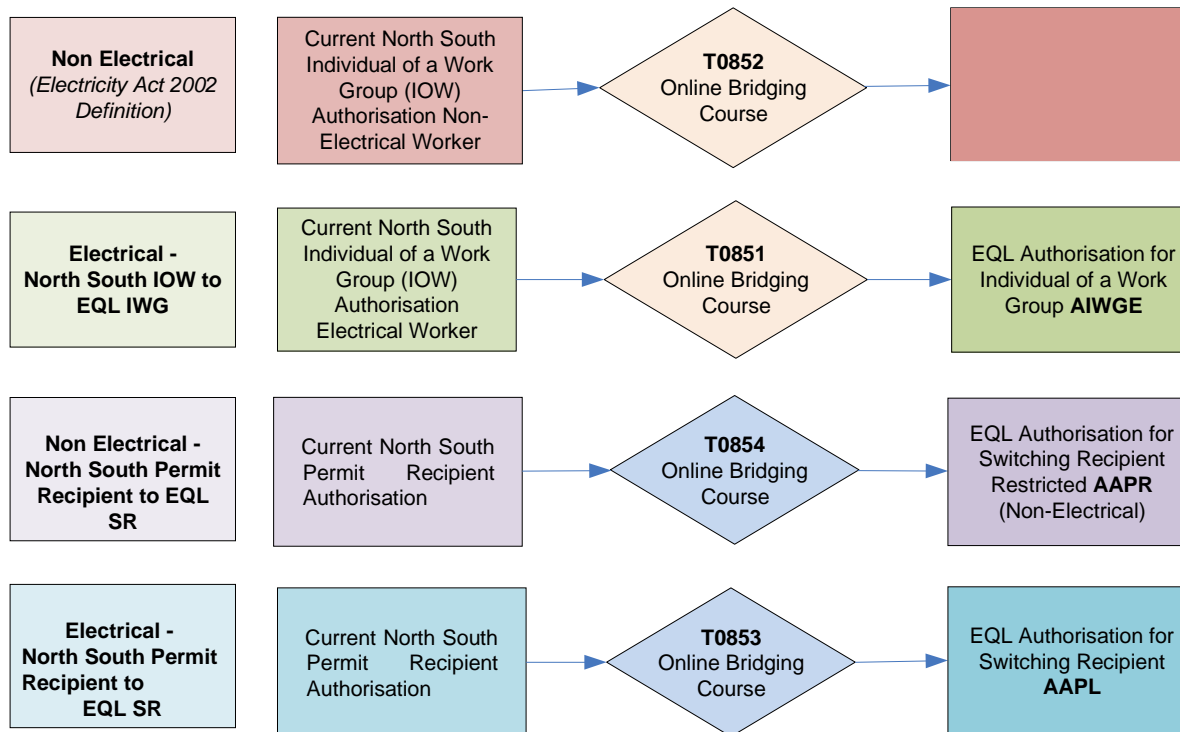 Non Electrical
(Electricity Act 2002
Definition)
Current North South
Individual of a Work
Group (IOW)
Authorisation Non-
Electrical Worker
T0852
Online Bridging
Course
Electrical -
North South IOW to
EQL IWG
Current North South
Individual of a Work
Group (IOW)
Authorisation
Electrical Worker
T0851
Online Bridging
Course
EQL Authorisation for
Individual of a Work
Group AIWGE
Non Electrical -
North South Permit
Recipient to EQL
SR
Current North South
Permit Recipient
Authorisation
T0854
Online Bridging
Course
EQL Authorisation for
Switching Recipient
Restricted AAPR
(Non-Electrical)
Electrical -
North South Permit
Recipient to
EQL SR
Current North South
Permit Recipient
Authorisation
T0853
Online Bridging
Course
EQL Authorisation for
Switching Recipient
AAPL